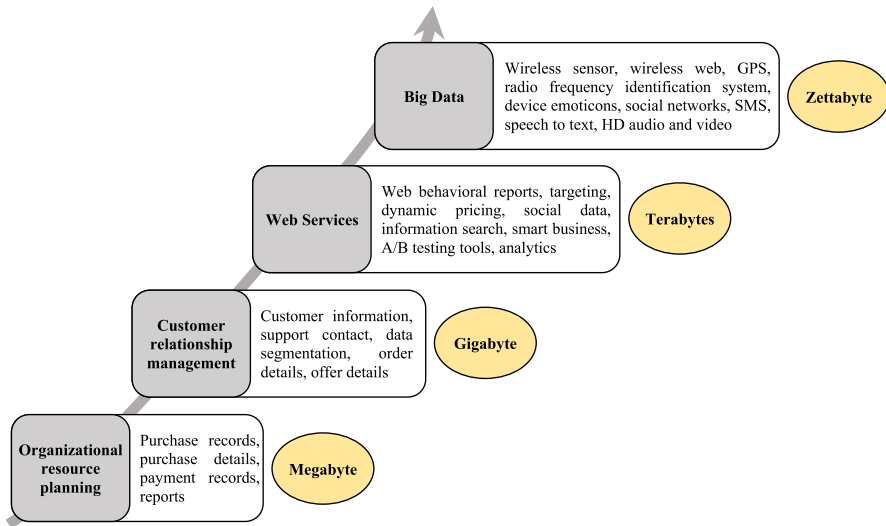 Big Data
Wireless sensor, wireless web, GPS,
radio frequency identification system,
device emoticons, social networks, SMS,
speech to text, HD audio and video
Zettabyte
Web Services
Web behavioral reports, targeting,
dynamic pricing, social data,
information search, smart business,
A/B testing tools, analytics
Terabytes
Customer
relationship
management
Customer information,
support contact, data
segmentation, order
details, offer details
Gigabyte
Organizational
resource
planning
Purchase records,
purchase details,
payment records,
reports
Megabyte